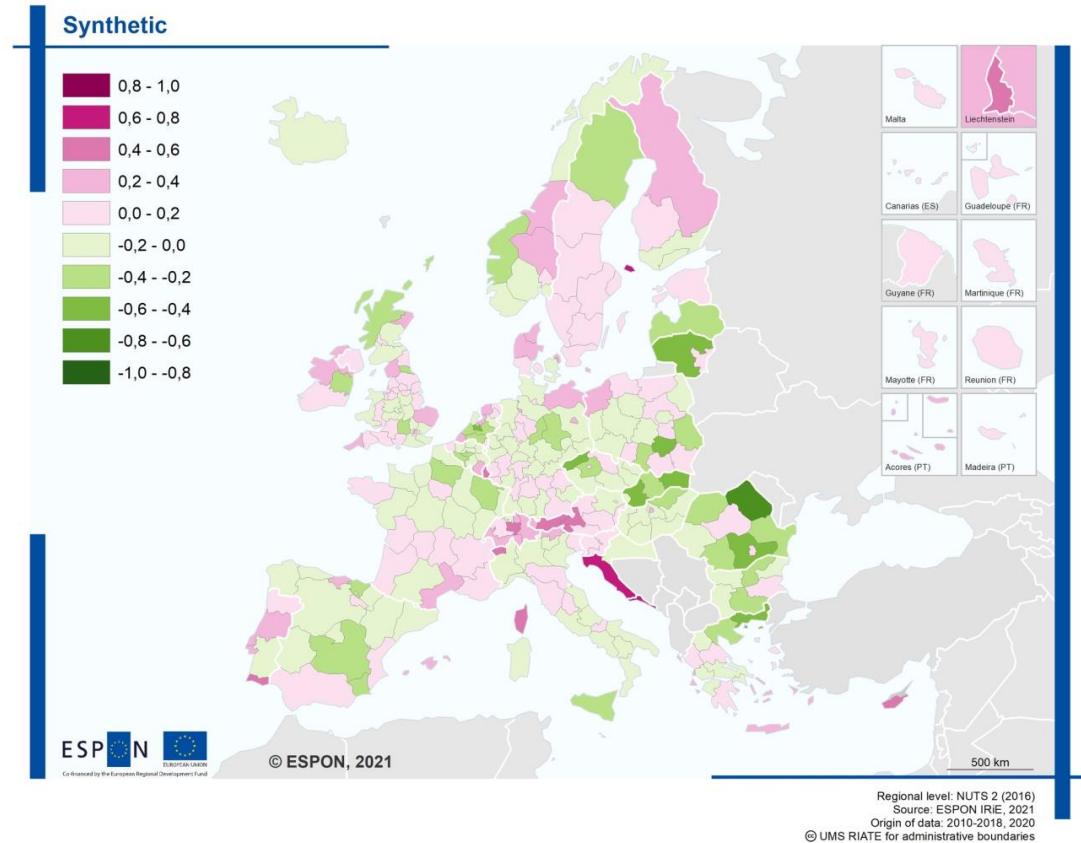 Synthetic
0,8 - 1,0
0,6 - 0,8
0,4 - 0,6
0,2 - 0,4
0,0 - 0,2
-0,2 - 0,0
-0,4 - -0,2
-0,6 - -0,4
-0,8 - -0,6
-1,0 - -0,8
Malta
Liechtenstein
Canarias (ES)
Guadeloupe (FR)
Guyane (FR)
Martinique (FR)
Mayotte (FR)
Reunion (FR)
Acores (PT)
Madeira (PT)
ESPON
EUROPEAN UNION
Co-financed by the European Regional Development Fund
© ESPON, 2021
500 km
Regional level: NUTS 2 (2016)
Source: ESPON IRiE, 2021
Origin of data: 2010-2018, 2020
🅭 UMS RIATE for administrative boundaries